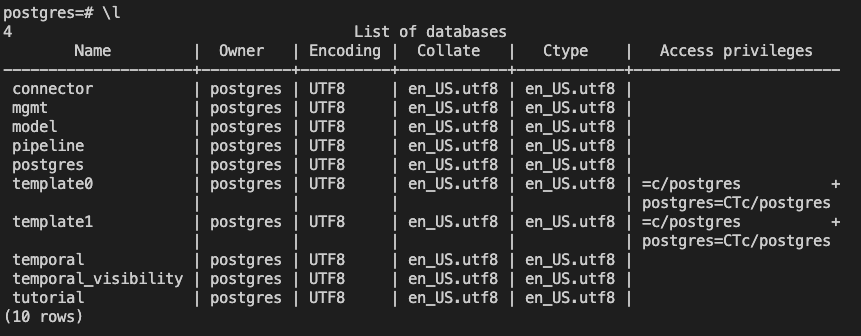 postgres=# \l
4                                  List of databases
        Name         |  Owner   | Encoding |  Collate   |   Ctype    |   Access privileges
---------------------+----------+----------+------------+------------+-----------------------
 connector           | postgres | UTF8     | en_US.utf8 | en_US.utf8 |
 mgmt                | postgres | UTF8     | en_US.utf8 | en_US.utf8 |
 model               | postgres | UTF8     | en_US.utf8 | en_US.utf8 |
 pipeline            | postgres | UTF8     | en_US.utf8 | en_US.utf8 |
 postgres            | postgres | UTF8     | en_US.utf8 | en_US.utf8 |
 template0           | postgres | UTF8     | en_US.utf8 | en_US.utf8 | =c/postgres          +
                     |          |          |            |            | postgres=CTc/postgres
 template1           | postgres | UTF8     | en_US.utf8 | en_US.utf8 | =c/postgres          +
                     |          |          |            |            | postgres=CTc/postgres
 temporal            | postgres | UTF8     | en_US.utf8 | en_US.utf8 |
 temporal_visibility | postgres | UTF8     | en_US.utf8 | en_US.utf8 |
 tutorial            | postgres | UTF8     | en_US.utf8 | en_US.utf8 |
(10 rows)